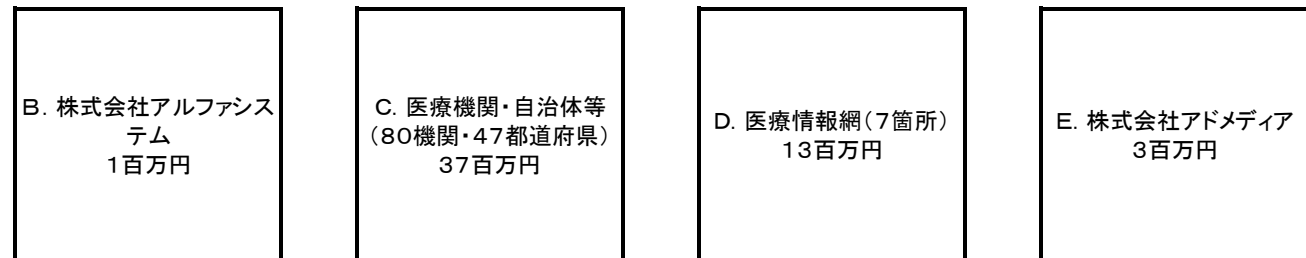 B. 株式会社アルファシス
テム
1百万円
C. 医療機関・自治体等
(80機関・47都道府県)
37百万円
D. 医療情報網(7箇所)
13百万円
E. 株式会社アドメディア
3百万円